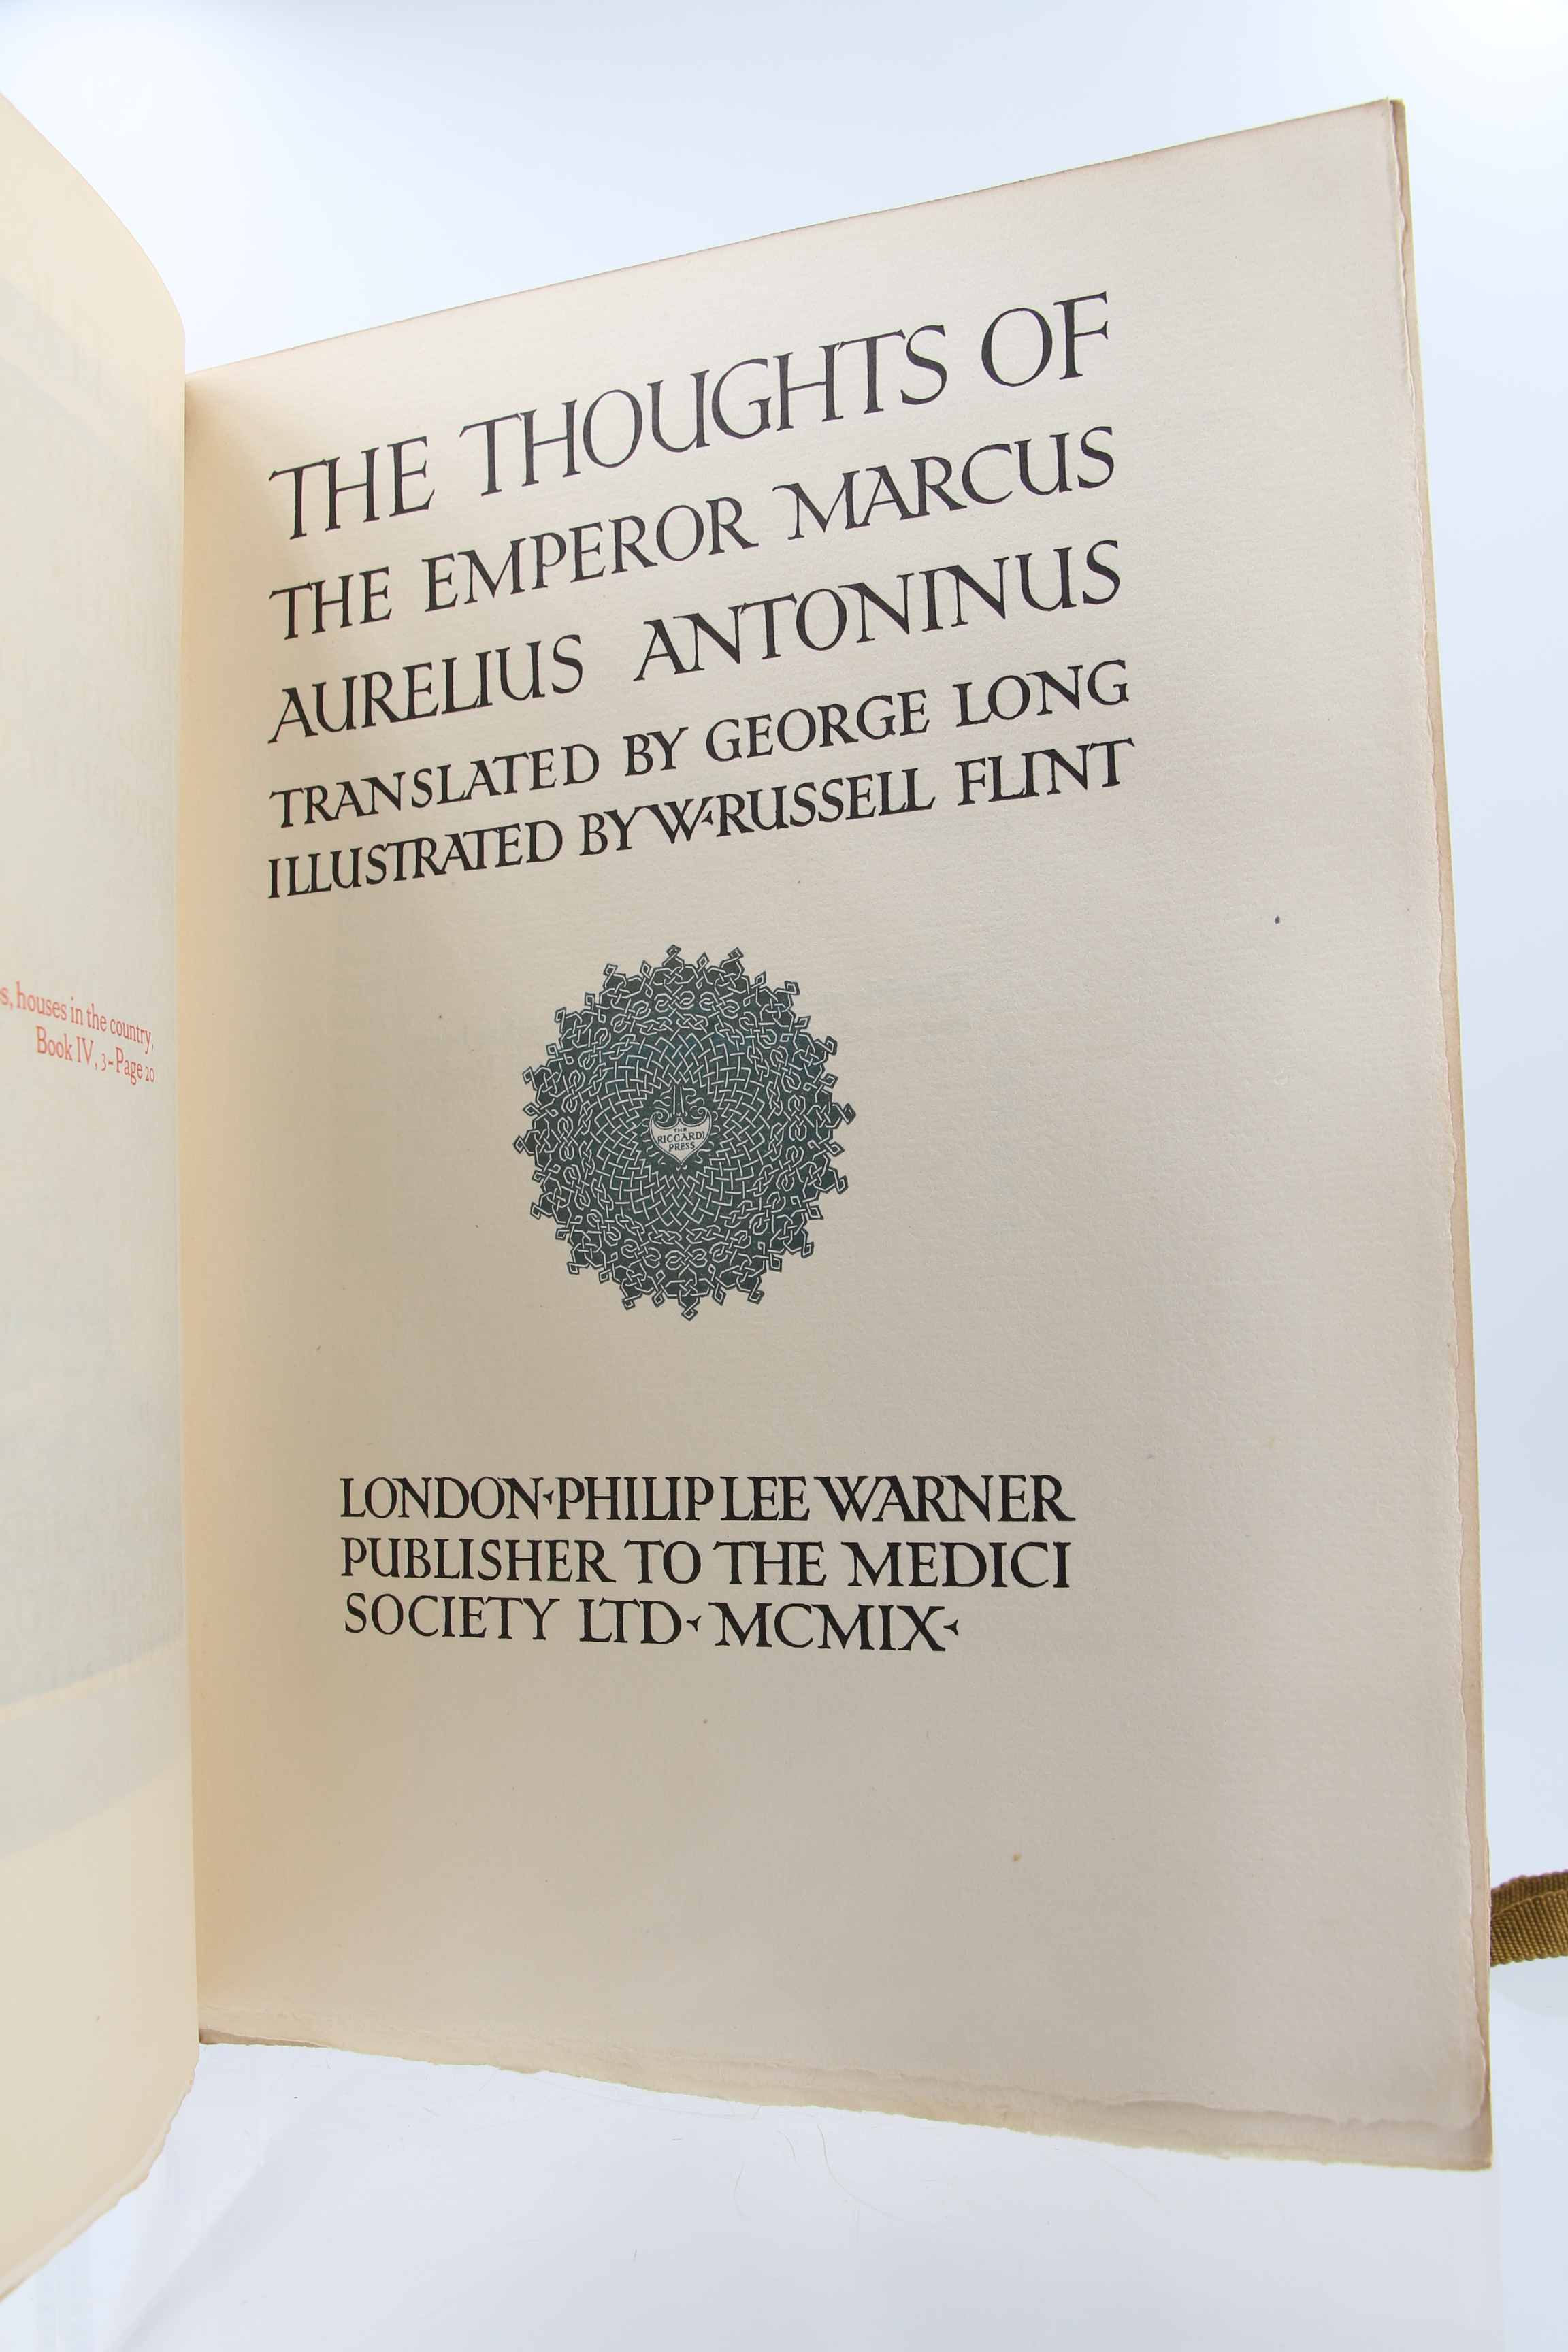 houses in the country,
Book IV, 3-Page 20
THE THOUGHTS OF
THE EMPEROR MARCUS
AURELIUS ANTONINUS
TRANSLATED BY GEORGE LONG
ILLUSTRATED BY W·RUSSELL FLINT
THE
RICCARDI
PRESS
LONDON·PHILIP LEE WARNER
PUBLISHER TO THE MEDICI
SOCIETY LTD· MCMIX·